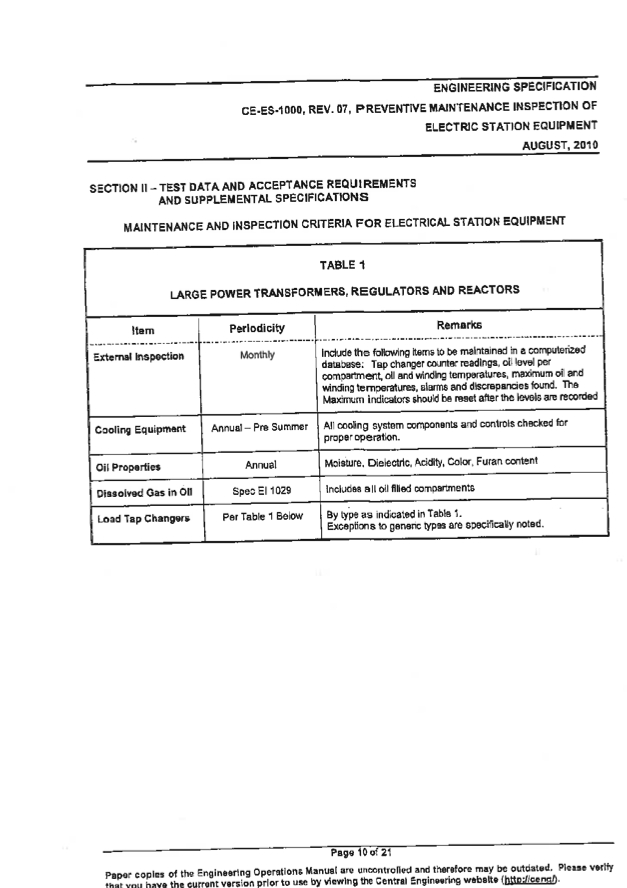 ENGINEERING SPECIFICATION
CE-ES-1000, REV. 07, PREVENTIVE MAINTENANCE INSPECTION OF
ELECTRIC STATION EQUIPMENT
AUGUST, 2010
SECTION II – TEST DATA AND ACCEPTANCE REQUIREMENTS
AND SUPPLEMENTAL SPECIFICATIONS
MAINTENANCE AND INSPECTION CRITERIA FOR ELECTRICAL STATION EQUIPMENT
TABLE 1
LARGE POWER TRANSFORMERS, REGULATORS AND REACTORS
Item Periodicity Remarks
External Inspection Monthly Include the following items to be maintained in a computerized
database: Tap changer counter readings, oil level per
compartment, oil and winding temperatures, maximum oil and
winding temperatures, alarms and discrepancies found. The
Maximum indicators should be reset after the levels are recorded
Cooling Equipment Annual – Pre Summer All cooling system components and controls checked for
proper operation.
Oil Properties Annual Moisture, Dielectric, Acidity, Color, Furan content
Dissolved Gas in Oil Spec EI 1029 Includes all oil filled compartments
Load Tap Changers Per Table 1 Below By type as indicated in Table 1.
Exceptions to generic types are specifically noted.
Page 10 of 21
Paper copies of the Engineering Operations Manual are uncontrolled and therefore may be outdated. Please verify
that you have the current version prior to use by viewing the Central Engineering website (http://ceng/).